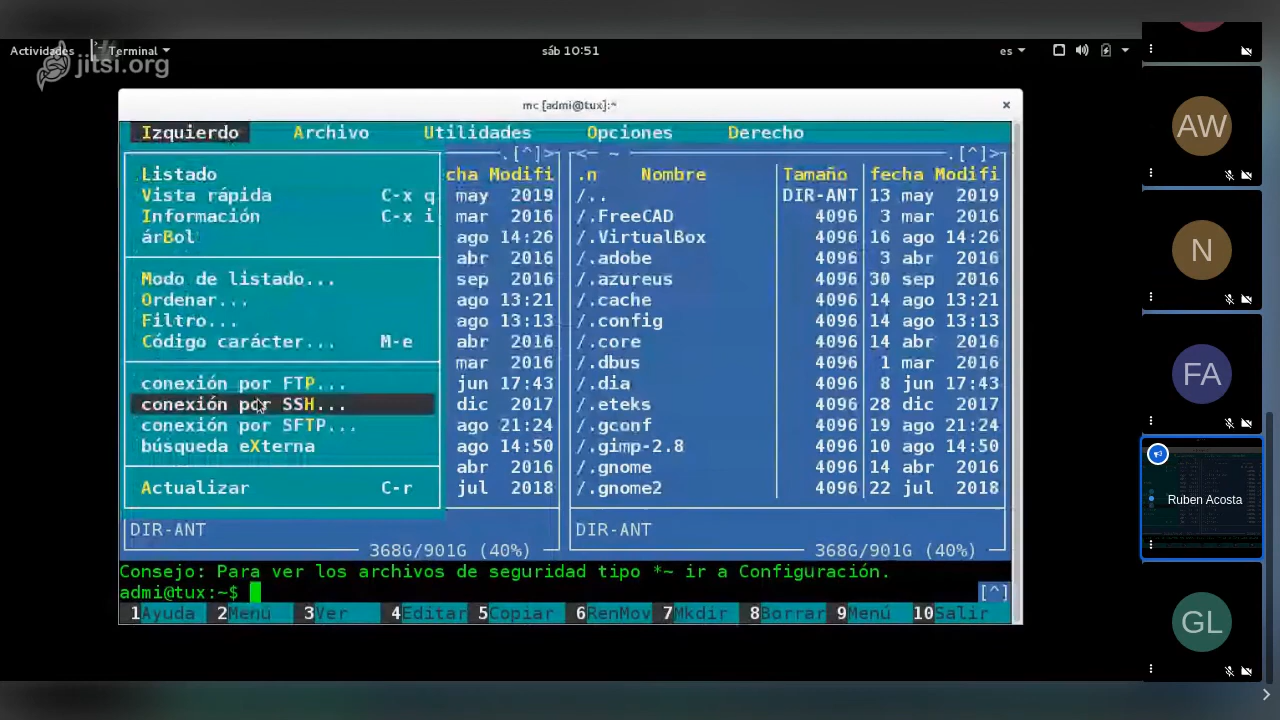 Actividades Terminal sáb 10:51 es
jitsi.org
mc [admi@tux]:~ ×
Izquierdo Archivo Utilidades Opciones Derecho
Listado
Vista rápida C-x q
Información C-x i
árBol
Modo de listado...
Ordenar...
Filtro...
Código carácter... M-e
conexión por FTP...
conexión por SSH...
conexión por SFTP...
búsqueda eXterna
Actualizar C-r
.[^]>
cha Modifi
may 2019
mar 2016
ago 14:26
abr 2016
sep 2016
ago 13:21
ago 13:13
abr 2016
mar 2016
jun 17:43
dic 2017
ago 21:24
ago 14:50
abr 2016
jul 2018
DIR-ANT
368G/901G (40%)
<─ ~ .[^]>
.n Nombre Tamaño fecha Modifi
/.. DIR-ANT 13 may 2019
/.FreeCAD 4096 3 mar 2016
/.VirtualBox 4096 16 ago 14:26
/.adobe 4096 3 abr 2016
/.azureus 4096 30 sep 2016
/.cache 4096 14 ago 13:21
/.config 4096 14 ago 13:13
/.core 4096 14 abr 2016
/.dbus 4096 1 mar 2016
/.dia 4096 8 jun 17:43
/.eteks 4096 28 dic 2017
/.gconf 4096 19 ago 21:24
/.gimp-2.8 4096 10 ago 14:50
/.gnome 4096 14 abr 2016
/.gnome2 4096 22 jul 2018
DIR-ANT
368G/901G (40%)
Consejo: Para ver los archivos de seguridad tipo *~ ir a Configuración.
admi@tux:~$ [^]
1Ayuda 2Menú 3Ver 4Editar 5Copiar 6RenMov 7Mkdir 8Borrar 9Menú 10Salir
AW
N
FA
Ruben Acosta
GL